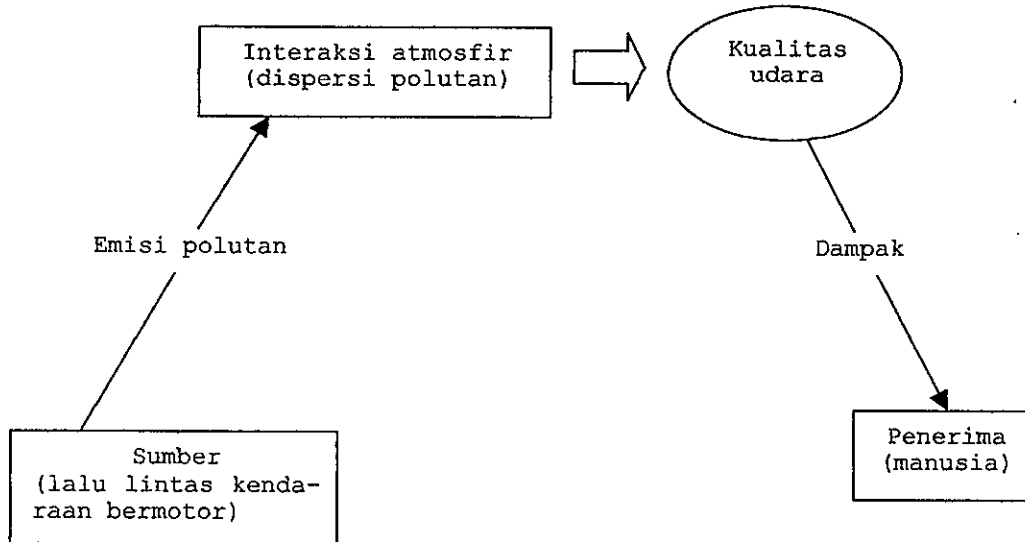 Interaksi atmosfir
(dispersi polutan)
Kualitas
udara
Emisi polutan
Dampak
Sumber
(lalu lintas kenda-
raan bermotor)
Penerima
(manusia)